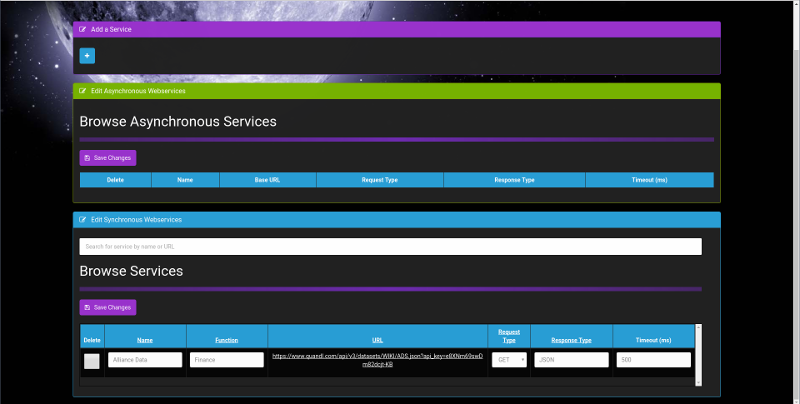 Add a Service
+
Edit Asynchronous Webservices
Browse Asynchronous Services
Save Changes
Delete Name Base URL Request Type Response Type Timeout (ms)
Edit Synchronous Webservices
Search for service by name or URL
Browse Services
Save Changes
Delete Name Function URL Request Type Response Type Timeout (ms)
Alliance Data Finance https://www.quandl.com/api/v3/datasets/WIKI/ADS.json GET JSON 500